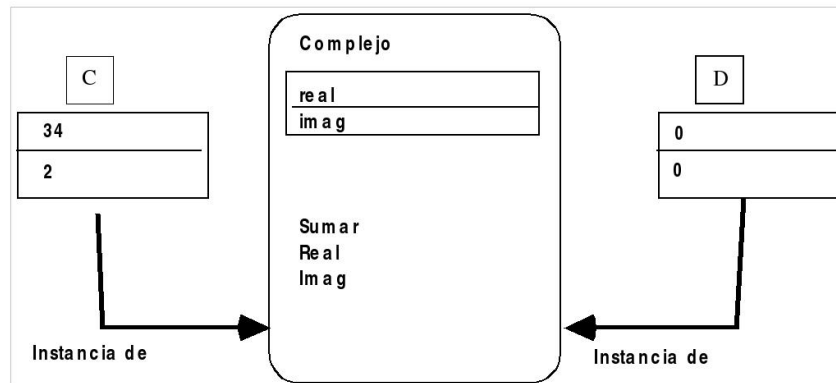 Complejo
C
D
real
imag
34
2
0
0
Sumar
Real
Imag
Instancia de
Instancia de